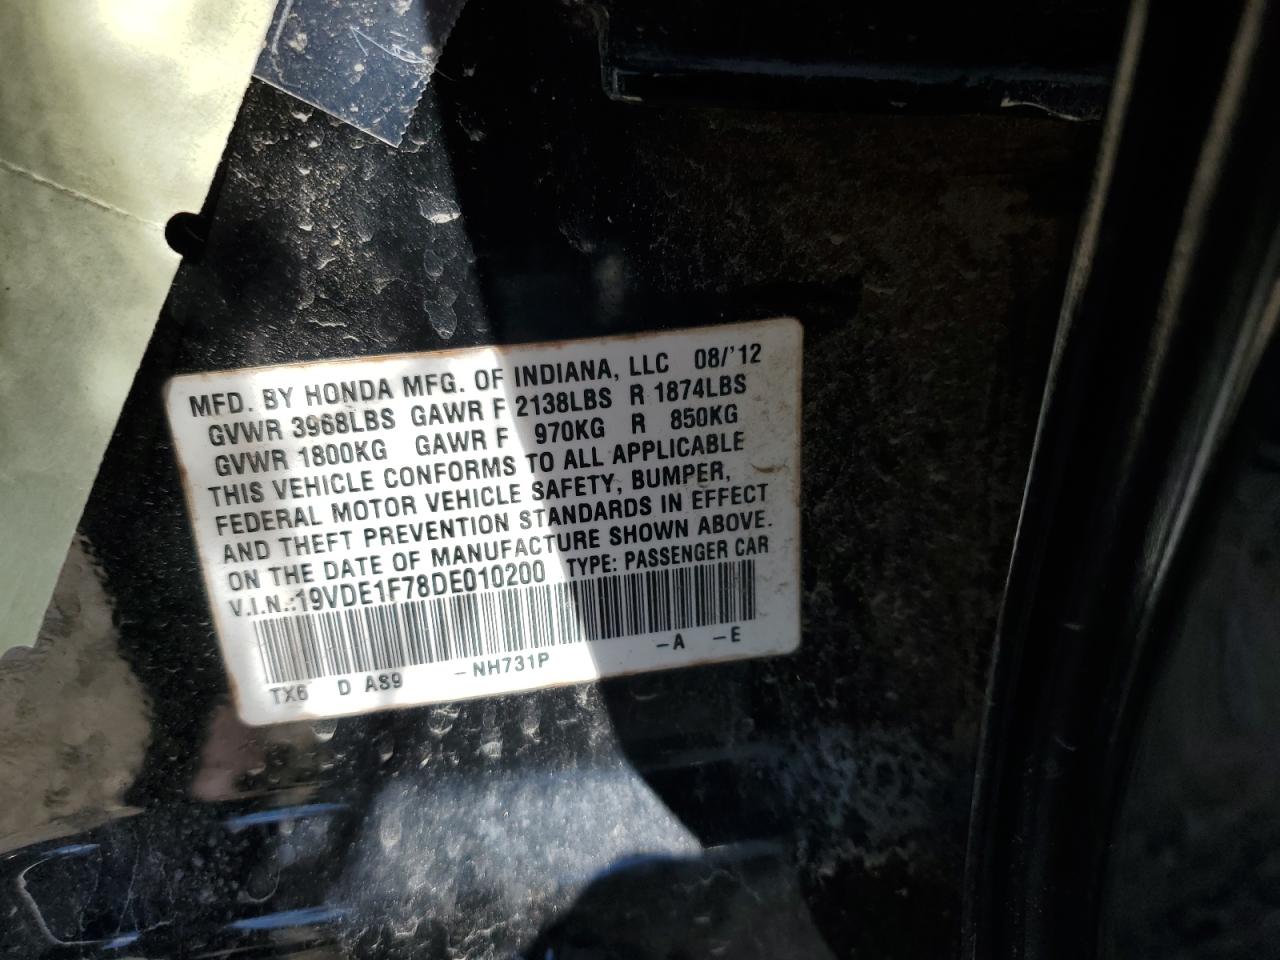 MFD. BY HONDA MFG. OF INDIANA, LLC 08/'12
GVWR 3968LBS GAWR F 2138LBS R 1874LBS
GVWR 1800KG GAWR F 970KG R 850KG
THIS VEHICLE CONFORMS TO ALL APPLICABLE
FEDERAL MOTOR VEHICLE SAFETY, BUMPER,
AND THEFT PREVENTION STANDARDS IN EFFECT
ON THE DATE OF MANUFACTURE SHOWN ABOVE.
V.I.N.:19VDE1F78DE010200 TYPE: PASSENGER CAR
TX6 D AS9 -NH731P -A -E